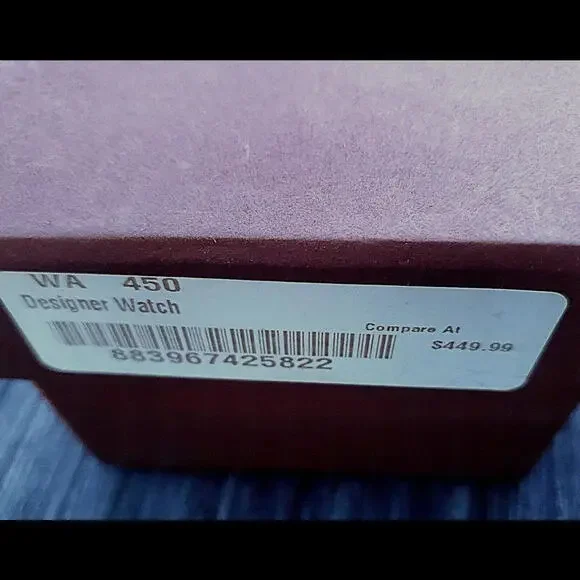 WA 450
Designer Watch
Compare At
$449.99
883967425822